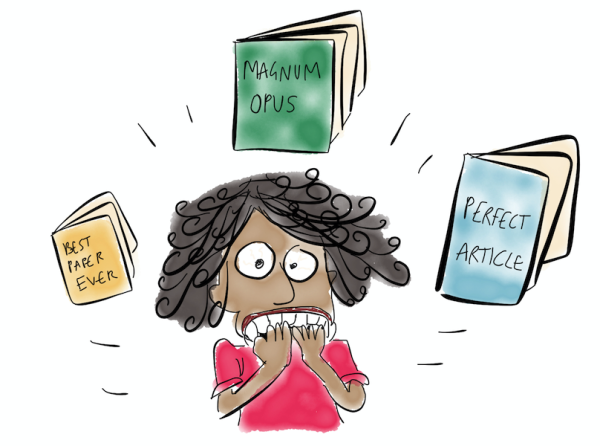 MAGNUM
OPUS
BEST
PAPER
EVER
PERFECT
ARTICLE